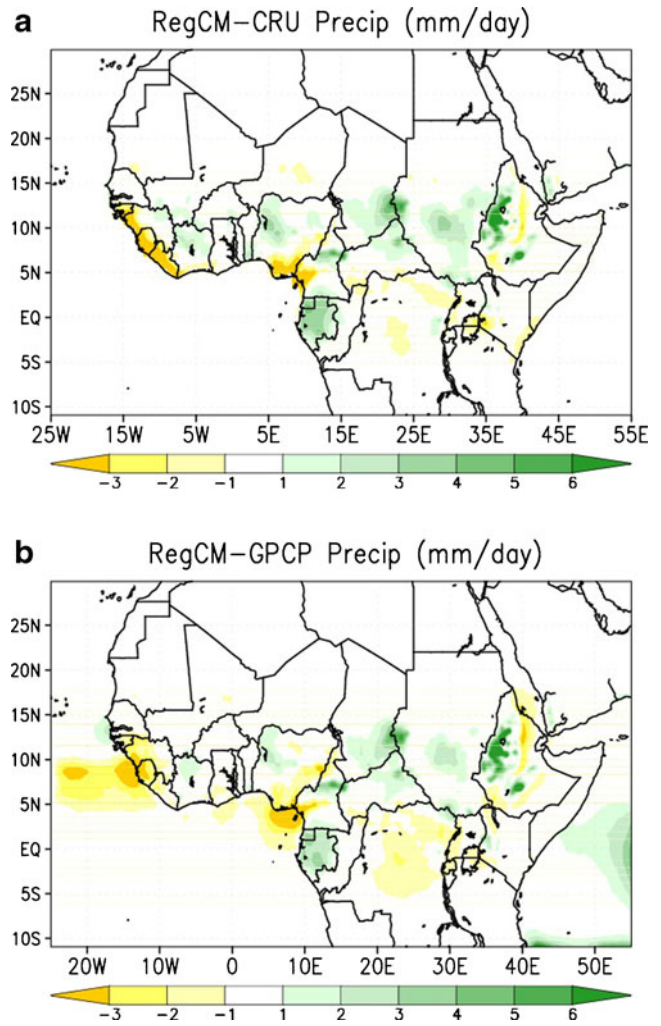 a
RegCM-CRU Precip (mm/day)
25N
20N
15N
10N
5N
EQ
5S
10S
25W 15W 5W 5E 15E 25E 35E 45E 55E
-3 -2 -1 1 2 3 4 5 6
b
RegCM-GPCP Precip (mm/day)
25N
20N
15N
10N
5N
EQ
5S
10S
20W 10W 0 10E 20E 30E 40E 50E
-3 -2 -1 1 2 3 4 5 6